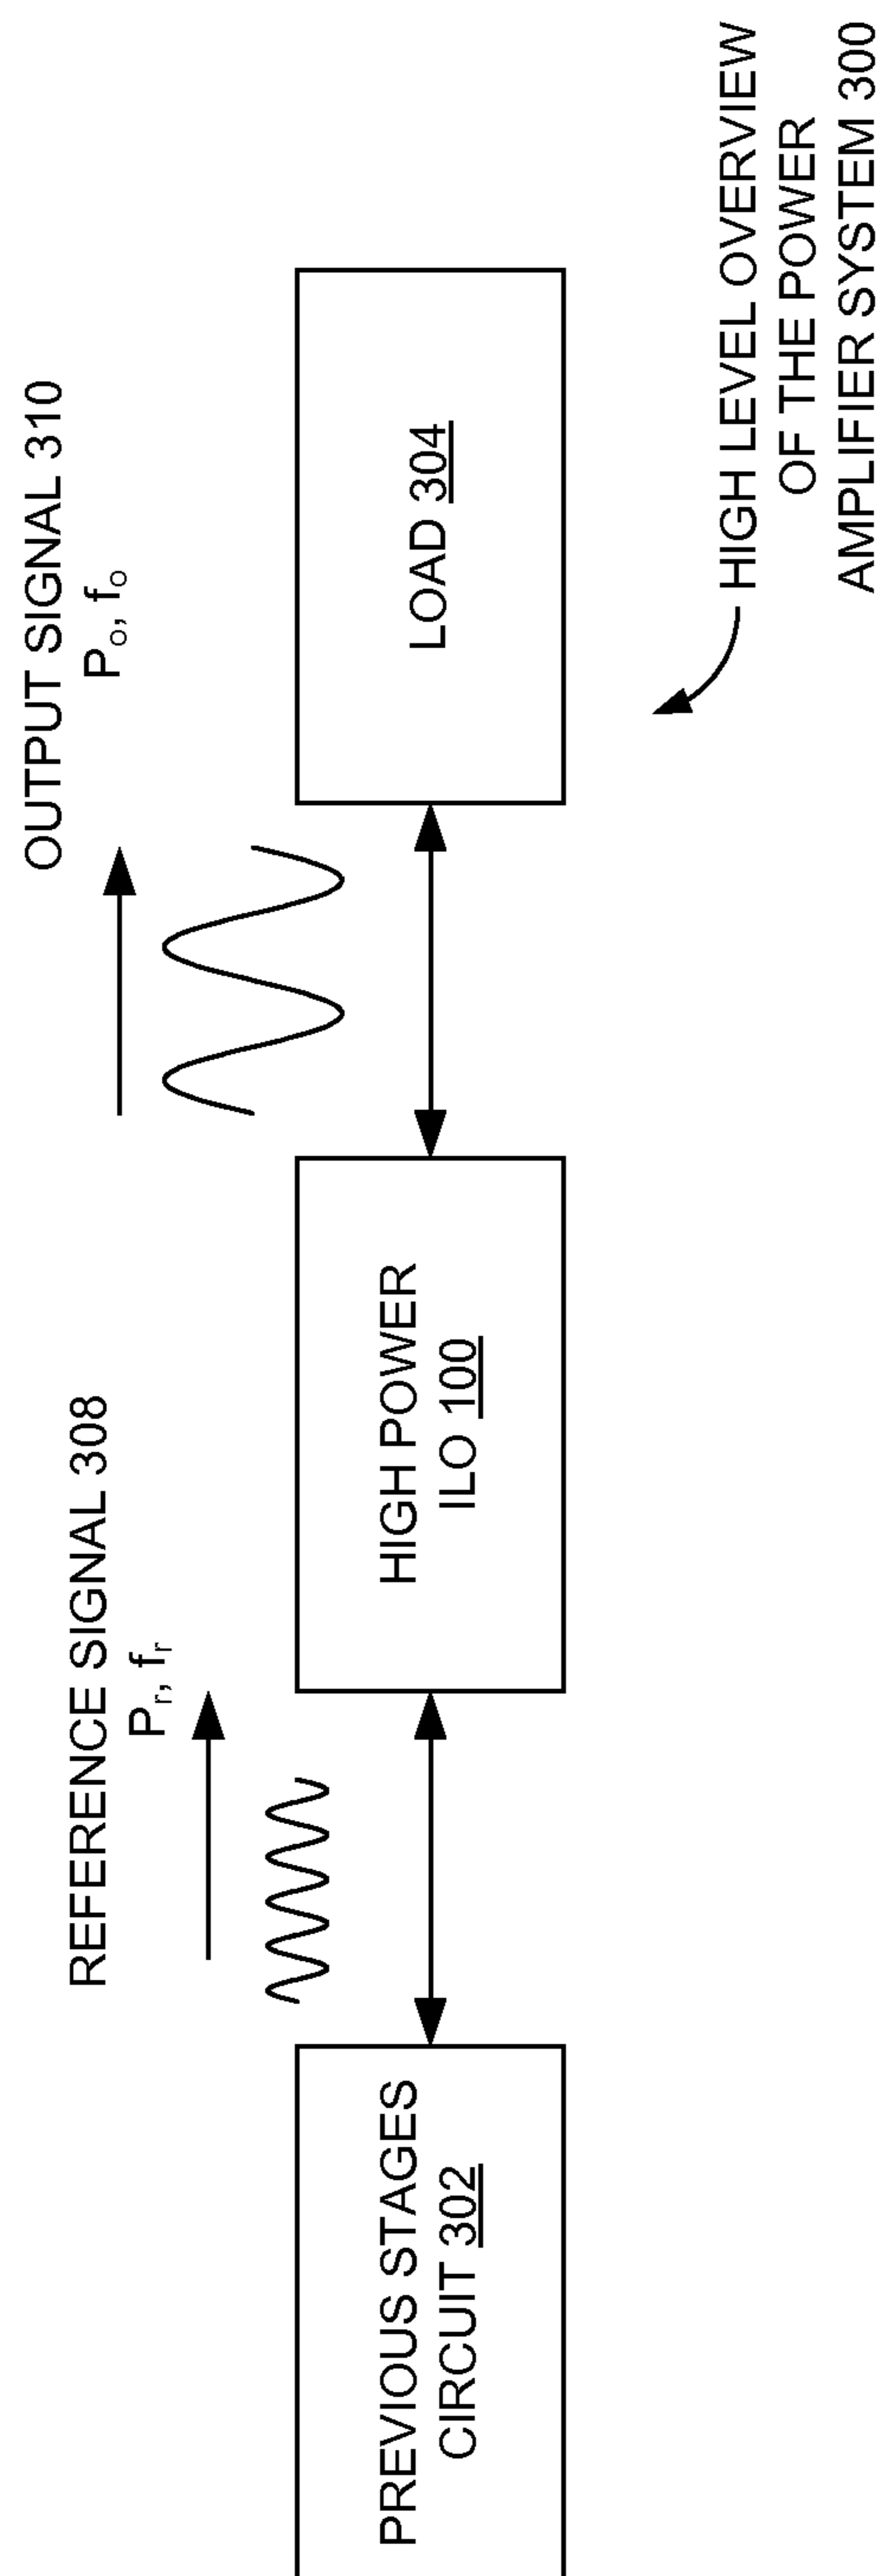 REFERENCE SIGNAL 308
Pr, fr
OUTPUT SIGNAL 310
Po, fo
PREVIOUS STAGES
CIRCUIT 302
HIGH POWER
ILO 100
LOAD 304
HIGH LEVEL OVERVIEW
OF THE POWER
AMPLIFIER SYSTEM 300